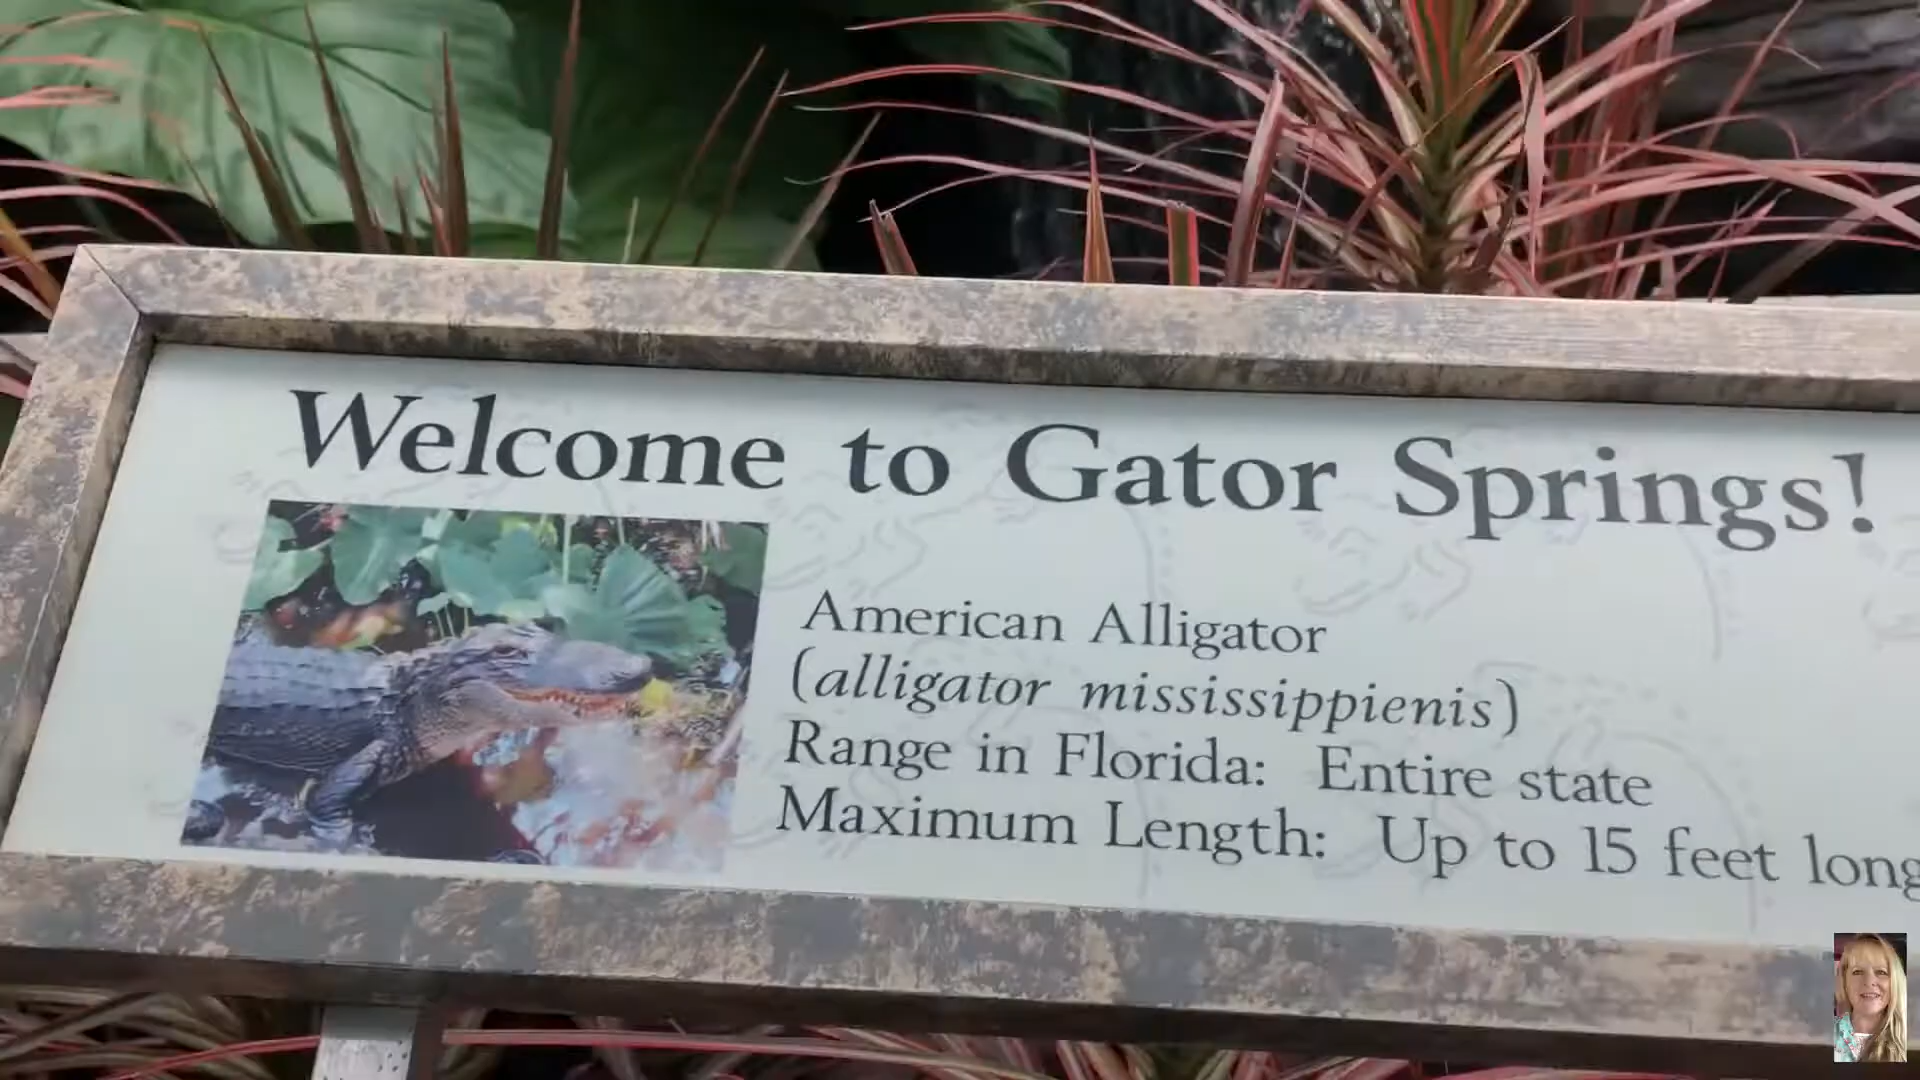 Welcome to Gator Springs!
American Alligator
(alligator mississippienis)
Range in Florida: Entire state
Maximum Length: Up to 15 feet long